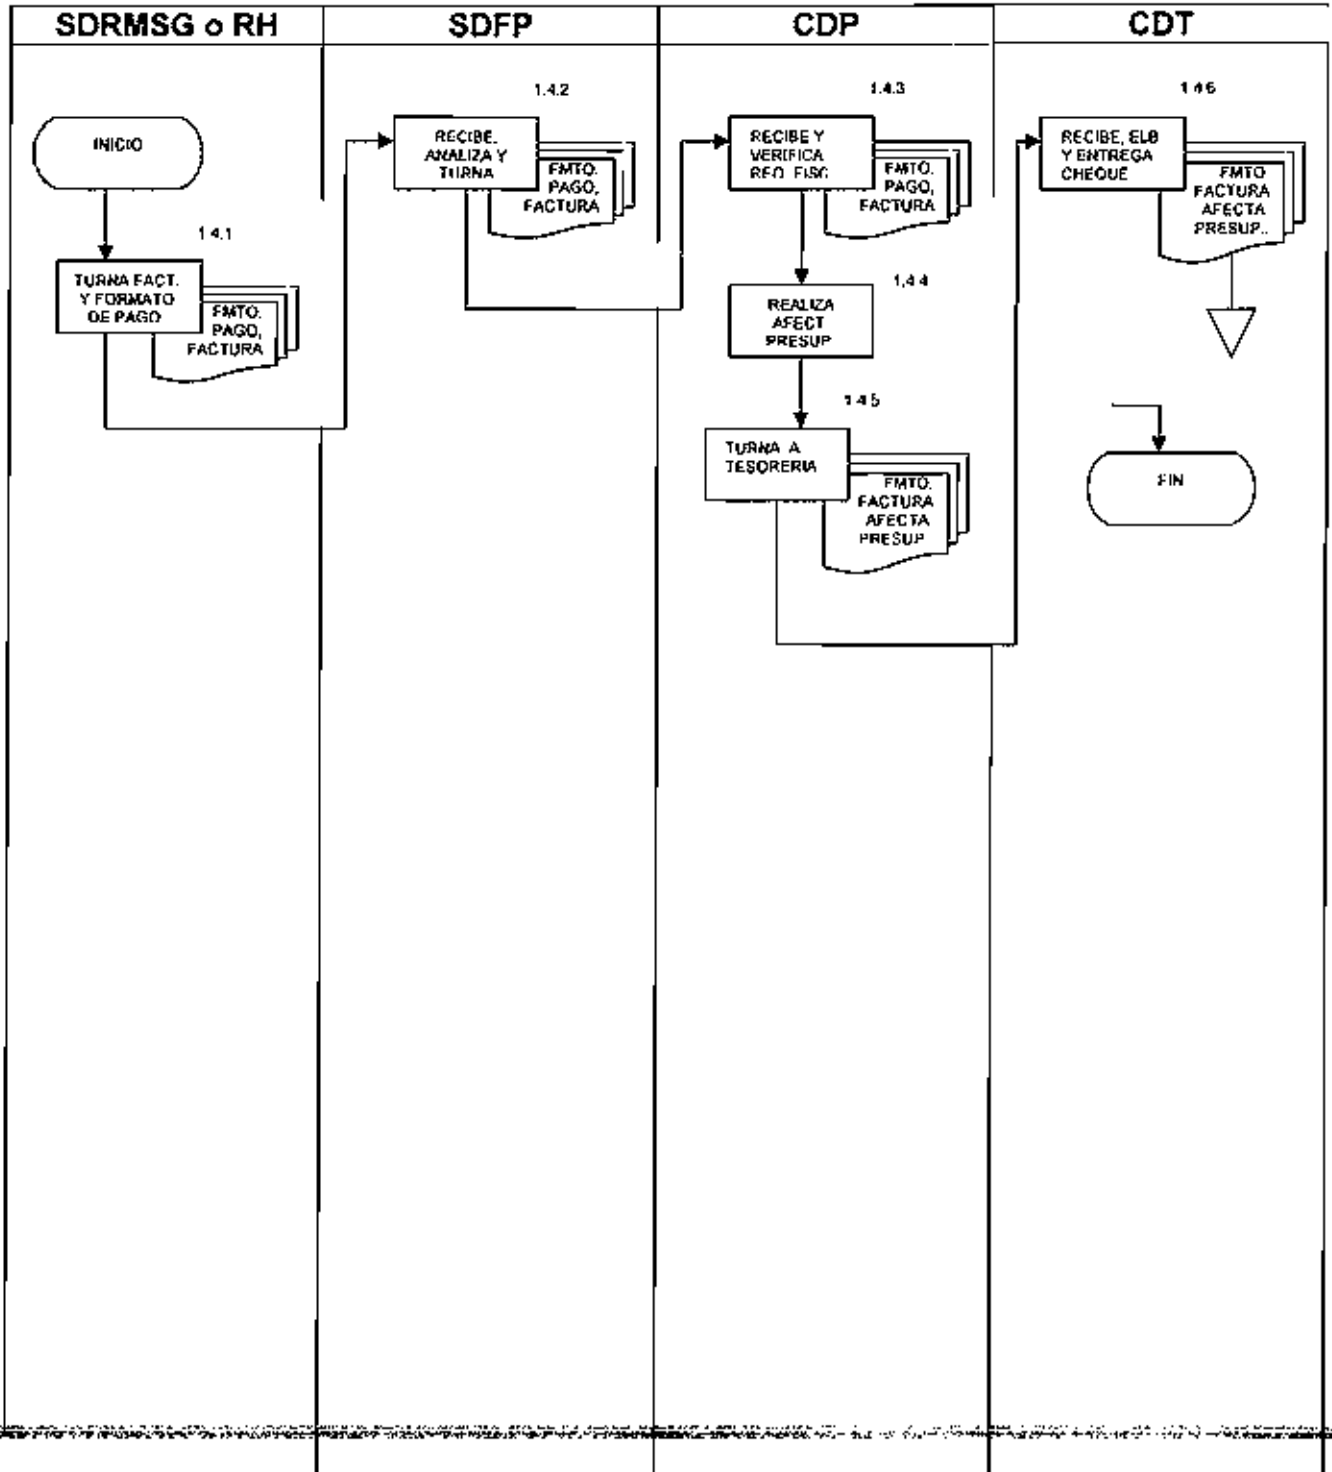 SDRMSG o RH
SDFP
CDP
CDT
INICIO
1.4.1
TURNA FACT.
Y FORMATO
DE PAGO
FMTO.
PAGO,
FACTURA
1.4.2
RECIBE,
ANALIZA Y
TURNA
FMTO.
PAGO,
FACTURA
1.4.3
RECIBE Y
VERIFICA
REQ. FISC
FMTO.
PAGO,
FACTURA
1.4.4
REALIZA
AFECT
PRESUP
1.4.5
TURNA A
TESORERIA
FMTO.
FACTURA
AFECTA
PRESUP
1.4.6
RECIBE, ELB
Y ENTREGA
CHEQUE
FMTO
FACTURA
AFECTA
PRESUP..
FIN